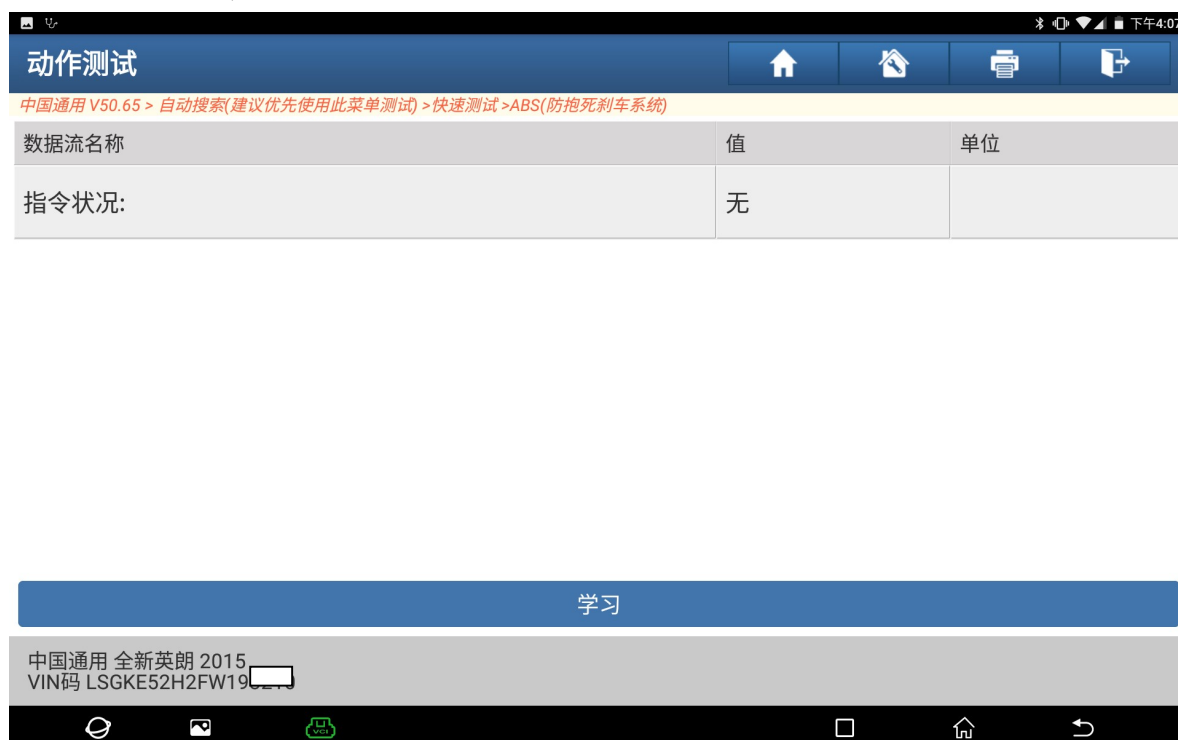 下午4:07
动作测试
中国通用 V50.65 > 自动搜索(建议优先使用此菜单测试) >快速测试 >ABS(防抱死刹车系统)
数据流名称 值 单位
指令状况: 无
学习
中国通用 全新英朗 2015
VIN码 LSGKE52H2FW19
VCI